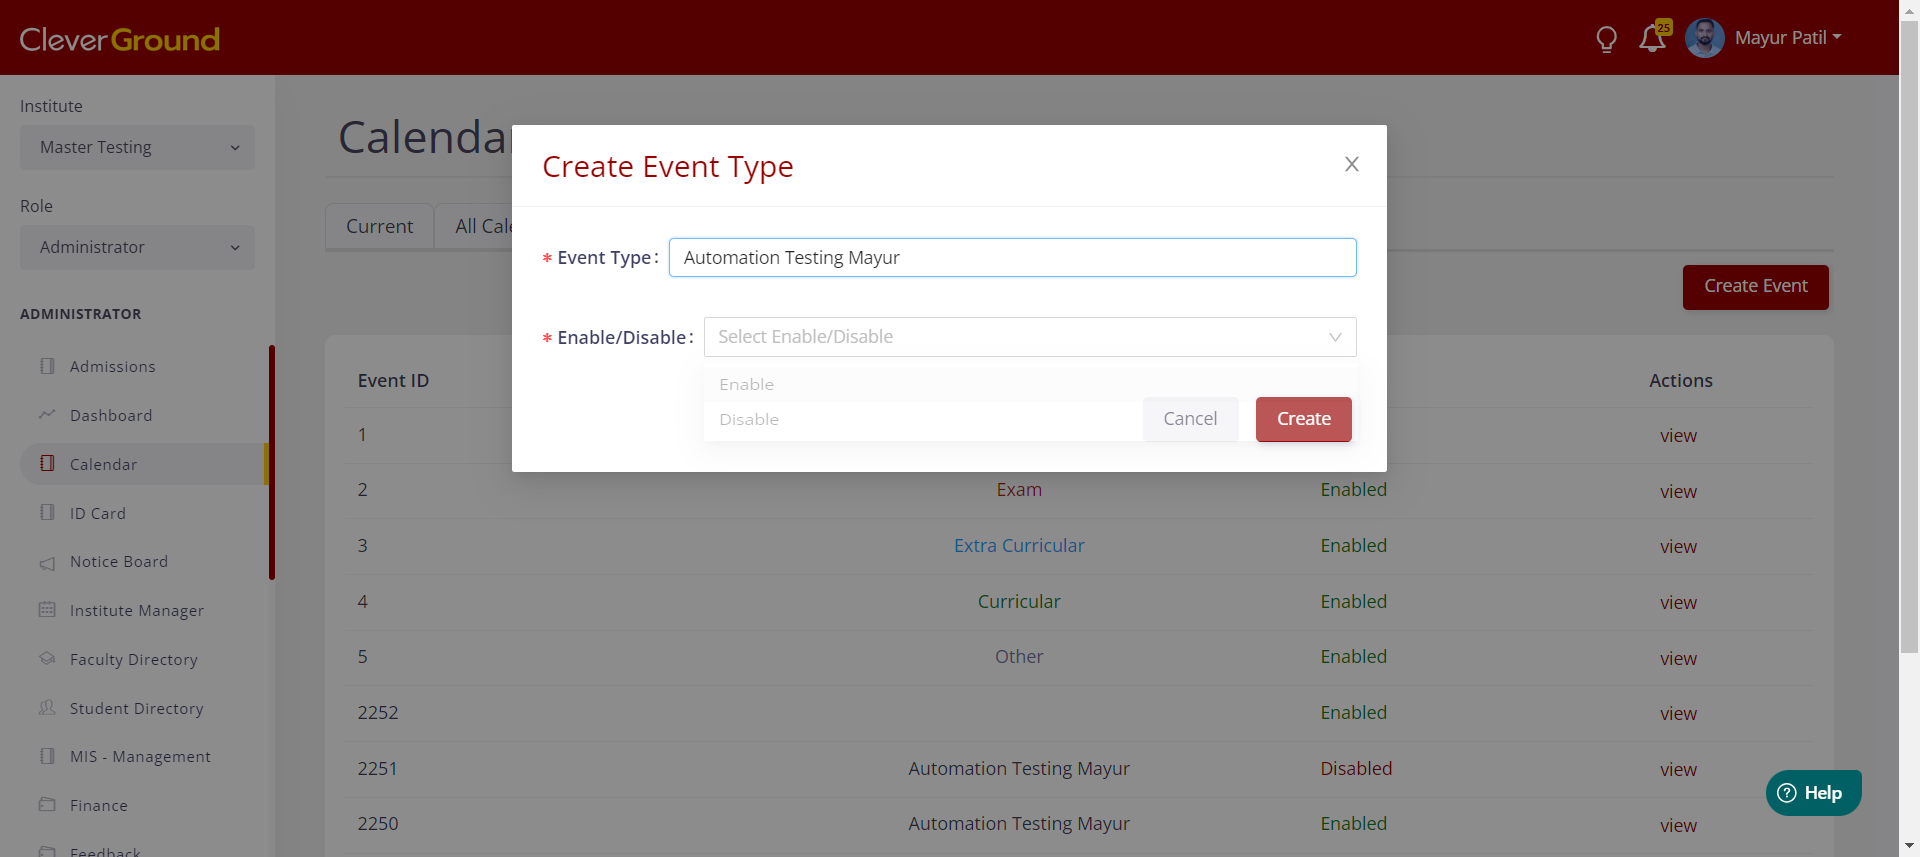 CleverGround
25
Mayur Patil
Institute
Master Testing
Role
Administrator
ADMINISTRATOR
Admissions
Dashboard
Calendar
ID Card
Notice Board
Institute Manager
Faculty Directory
Student Directory
MIS - Management
Finance
Feedback
Calendar
Current
All Cale
Create Event
Create Event Type
* Event Type :
Automation Testing Mayur
* Enable/Disable :
Select Enable/Disable
Enable
Disable
Cancel
Create
Event ID
Actions
1
view
2
Exam
Enabled
view
3
Extra Curricular
Enabled
view
4
Curricular
Enabled
view
5
Other
Enabled
view
2252
Enabled
view
2251
Automation Testing Mayur
Disabled
view
2250
Automation Testing Mayur
Enabled
view
? Help